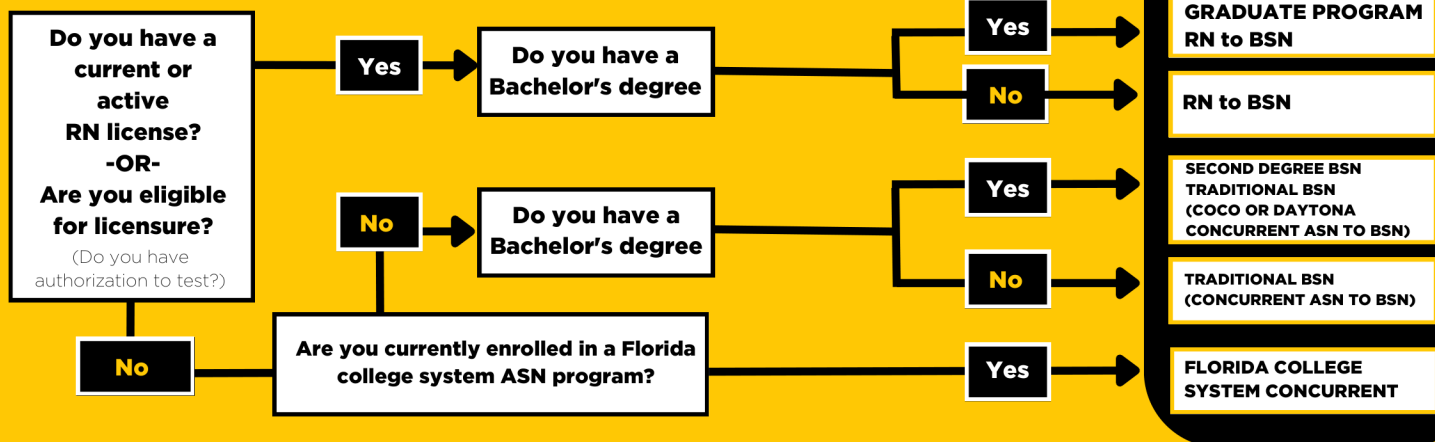 Do you have a
current or
active
RN license?
-OR-
Are you eligible
for licensure?
(Do you have
authorization to test?)
Yes
Do you have a
Bachelor's degree
Yes
GRADUATE PROGRAM
RN to BSN
No
RN to BSN
No
Do you have a
Bachelor's degree
Yes
SECOND DEGREE BSN
TRADITIONAL BSN
(COCO OR DAYTONA
CONCURRENT ASN TO BSN)
No
TRADITIONAL BSN
(CONCURRENT ASN TO BSN)
No
Are you currently enrolled in a Florida
college system ASN program?
Yes
FLORIDA COLLEGE
SYSTEM CONCURRENT